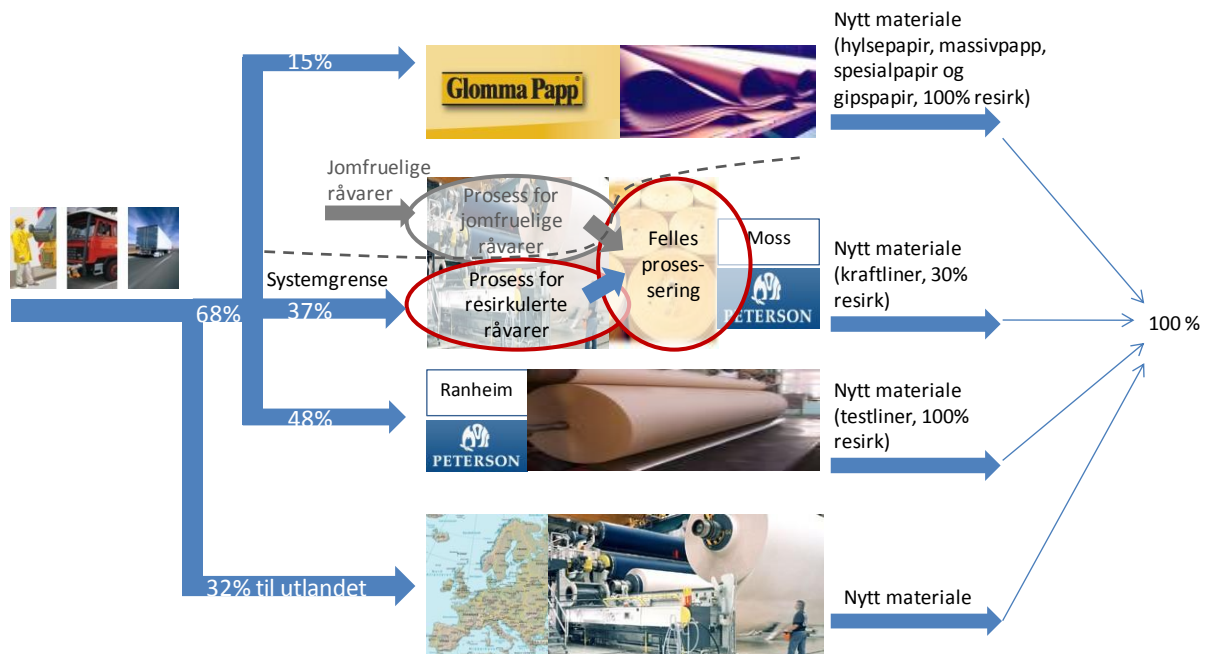 15%
Glomma Papp®
Nytt materiale
(hylsepapir, massivpapp,
spesialpapir og
gipspapir, 100% resirk)
Jomfruelige
råvarer
Prosess for
jomfruelige
råvarer
Felles
proses-
sering
Moss
PETERSON
Nytt materiale
(kraftliner, 30%
resirk)
Systemgrense
68%
37%
Prosess for
resirkulerte
råvarer
100 %
Ranheim
PETERSON
48%
Nytt materiale
(testliner, 100%
resirk)
32% til utlandet
Nytt materiale